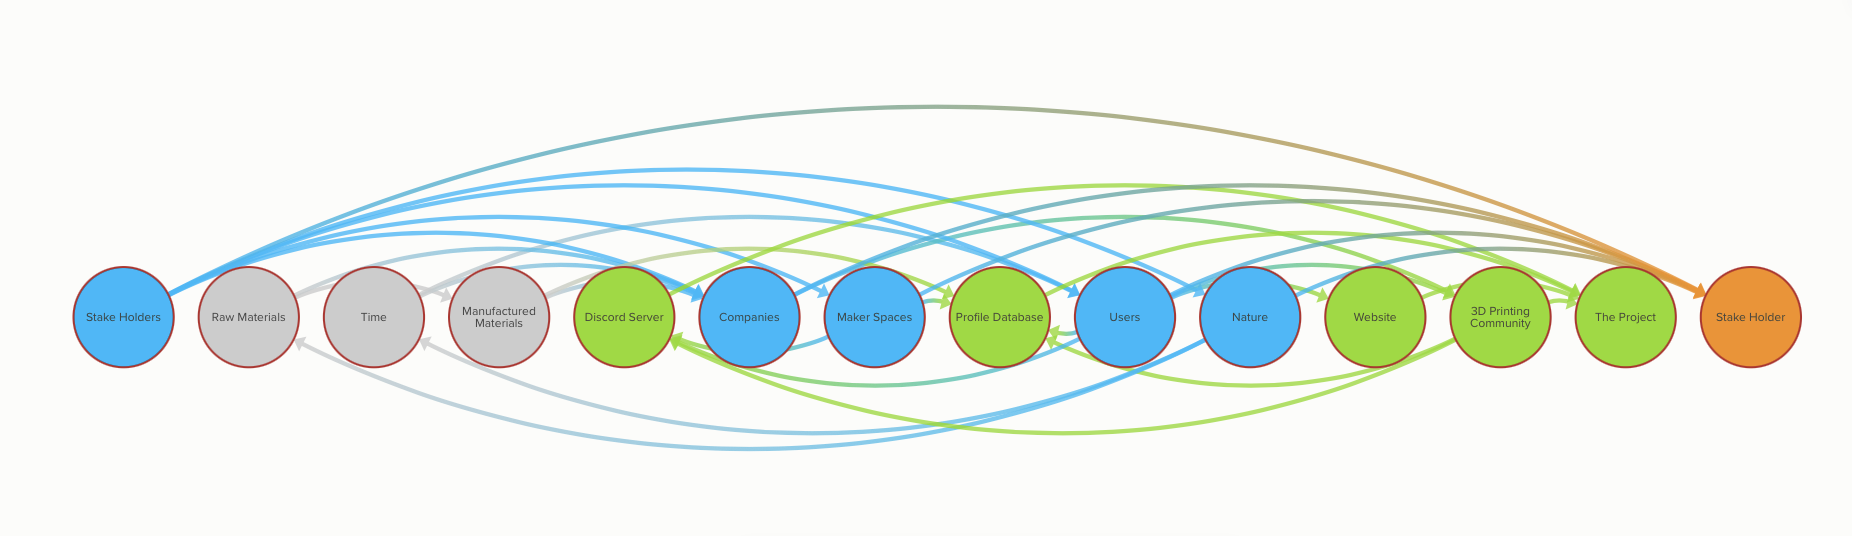 Stake Holders
Raw Materials
Time
Manufactured
Materials
Discord Server
Companies
Maker Spaces
Profile Database
Users
Nature
Website
3D Printing
Community
The Project
Stake Holder